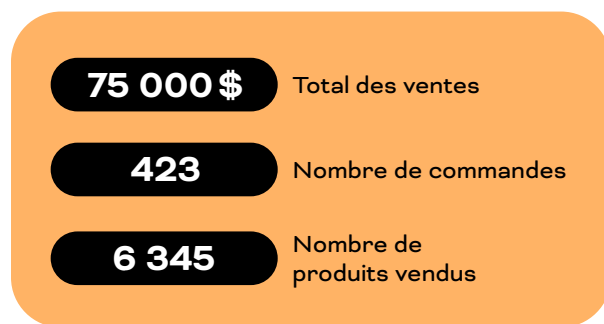 75 000 $
Total des ventes
423
Nombre de commandes
6 345
Nombre de
produits vendus